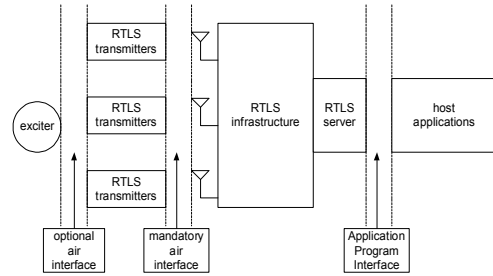 RTLS
transmitters
exciter
RTLS
transmitters
RTLS
transmitters
RTLS
infrastructure
RTLS
server
host
applications
optional
air
interface
mandatory
air interface
Application
Program
Interface